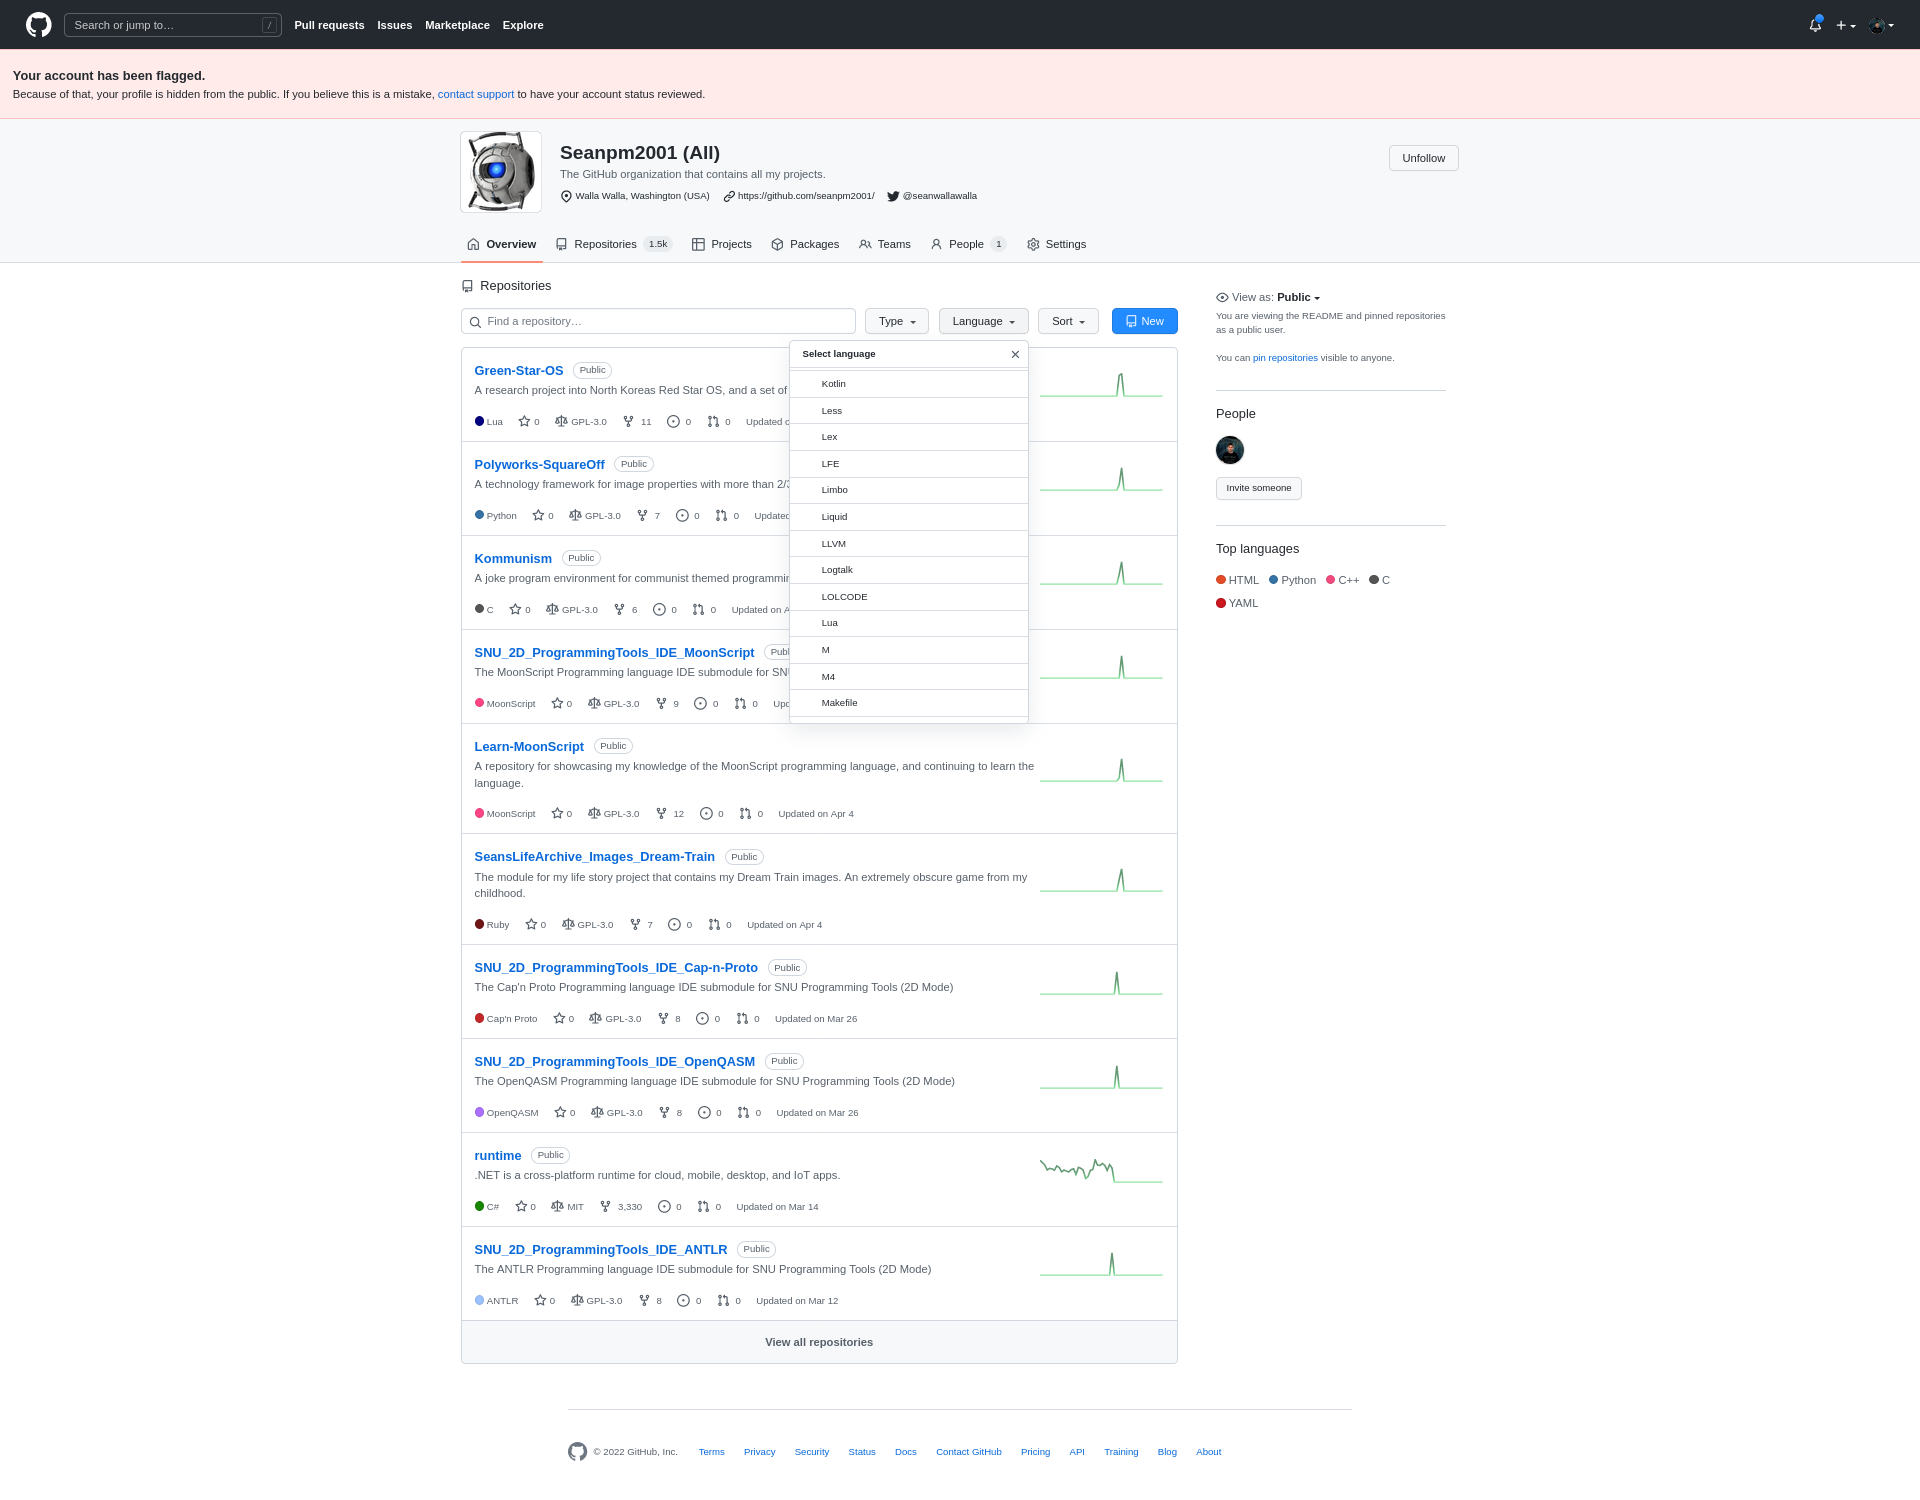 Search or jump to… /
Pull requests Issues Marketplace Explore
Your account has been flagged.
Because of that, your profile is hidden from the public. If you believe this is a mistake, contact support to have your account status reviewed.
Seanpm2001 (All)
Unfollow
The GitHub organization that contains all my projects.
Walla Walla, Washington (USA) https://github.com/seanpm2001/ @seanwallawalla
Overview Repositories 1.5k Projects Packages Teams People 1 Settings
Repositories
Find a repository… Type Language Sort New
Select language
Kotlin
Less
Lex
LFE
Limbo
Liquid
LLVM
Logtalk
LOLCODE
Lua
M
M4
Makefile
Green-Star-OS Public
A research project into North Koreas Red Star OS, and a set of
Lua 0 GPL-3.0 11 0 0 Updated
Polyworks-SquareOff Public
A technology framework for image properties with more than 2/3
Python 0 GPL-3.0 7 0 0 Updated
Kommunism Public
A joke program environment for communist themed programmin
C 0 GPL-3.0 6 0 0 Updated on A
SNU_2D_ProgrammingTools_IDE_MoonScript Publ
The MoonScript Programming language IDE submodule for SNU
MoonScript 0 GPL-3.0 9 0 0 Upd
Learn-MoonScript Public
A repository for showcasing my knowledge of the MoonScript programming language, and continuing to learn the
language.
MoonScript 0 GPL-3.0 12 0 0 Updated on Apr 4
SeansLifeArchive_Images_Dream-Train Public
The module for my life story project that contains my Dream Train images. An extremely obscure game from my
childhood.
Ruby 0 GPL-3.0 7 0 0 Updated on Apr 4
SNU_2D_ProgrammingTools_IDE_Cap-n-Proto Public
The Cap'n Proto Programming language IDE submodule for SNU Programming Tools (2D Mode)
Cap'n Proto 0 GPL-3.0 8 0 0 Updated on Mar 26
SNU_2D_ProgrammingTools_IDE_OpenQASM Public
The OpenQASM Programming language IDE submodule for SNU Programming Tools (2D Mode)
OpenQASM 0 GPL-3.0 8 0 0 Updated on Mar 26
runtime Public
.NET is a cross-platform runtime for cloud, mobile, desktop, and IoT apps.
C# 0 MIT 3,330 0 0 Updated on Mar 14
SNU_2D_ProgrammingTools_IDE_ANTLR Public
The ANTLR Programming language IDE submodule for SNU Programming Tools (2D Mode)
ANTLR 0 GPL-3.0 8 0 0 Updated on Mar 12
View all repositories
View as: Public
You are viewing the README and pinned repositories
as a public user.
You can pin repositories visible to anyone.
People
Invite someone
Top languages
HTML Python C++ C
YAML
© 2022 GitHub, Inc. Terms Privacy Security Status Docs Contact GitHub Pricing API Training Blog About